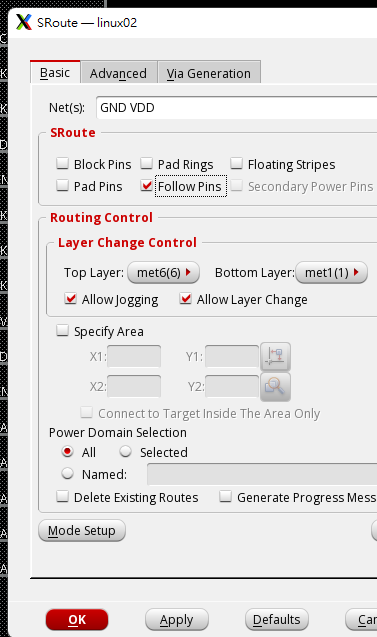 SRoute — linux02
Basic Advanced Via Generation
Net(s): GND VDD
SRoute
Block Pins Pad Rings Floating Stripes
Pad Pins Follow Pins Secondary Power Pins
Routing Control
Layer Change Control
Top Layer: met6(6) Bottom Layer: met1(1)
Allow Jogging Allow Layer Change
Specify Area
X1: Y1:
X2: Y2:
Connect to Target Inside The Area Only
Power Domain Selection
All Selected
Named:
Delete Existing Routes Generate Progress Mess
Mode Setup
OK Apply Defaults Can